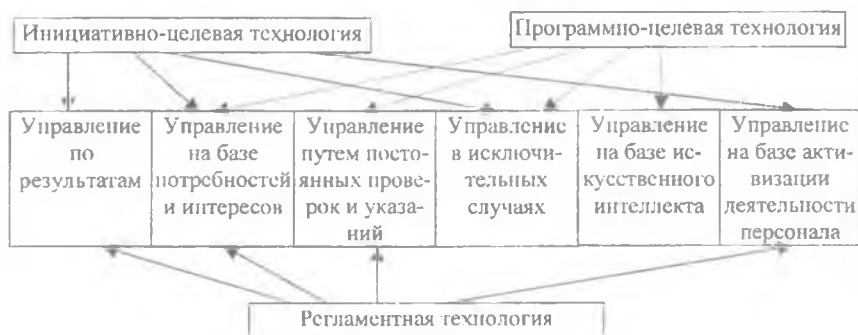 Инициативно-целевая технология
Программно-целевая технология
Управление
по
результатам
Управление
на базе
потребностей
и интересов
Управление
путем посто-
янных прове-
рок и указа-
ний
Управление
в исключи-
тельных
случаях
Управление
на базе ис-
кусственного
интеллекта
Управление
на базе акти-
визации
деятельности
персонала
Регламентная технология